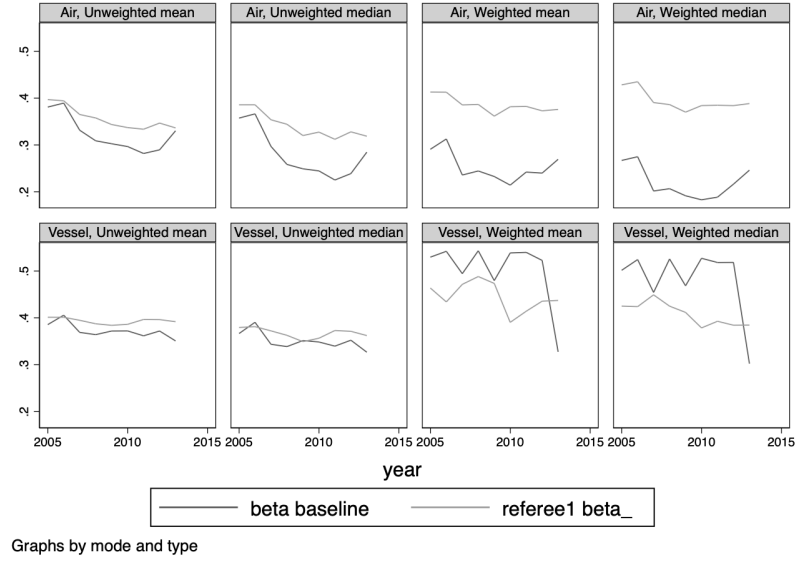 Air, Unweighted mean
Air, Unweighted median
Air, Weighted mean
Air, Weighted median
.5
.4
.3
.2
Vessel, Unweighted mean
Vessel, Unweighted median
Vessel, Weighted mean
Vessel, Weighted median
.5
.4
.3
.2
2005 2010 2015 2005 2010 2015 2005 2010 2015 2005 2010 2015
year
beta baseline
referee1 beta_
Graphs by mode and type